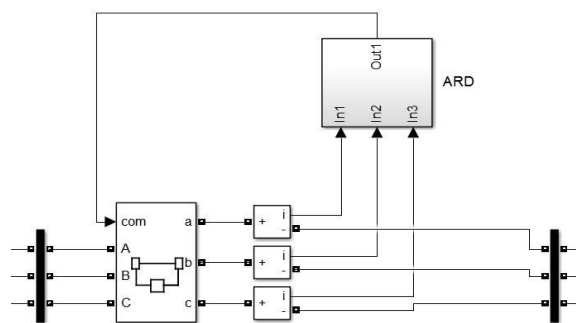 Out1
ARD
In1 In2 In3
com a + i -
A
B b + i -
C c + i -